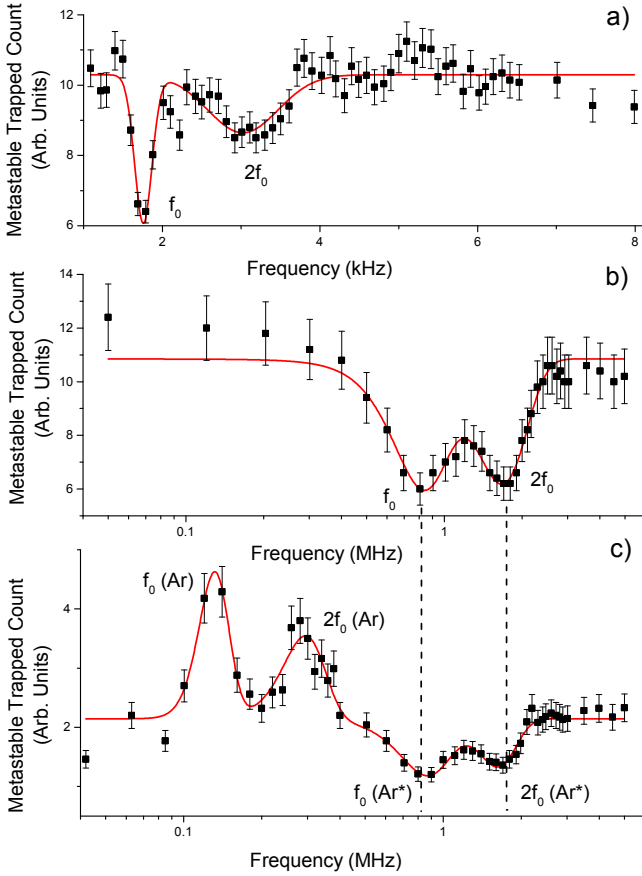 a)
Metastable Trapped Count
(Arb. Units)
12
10
8
6
f₀
2f₀
2
4
6
8
Frequency (kHz)
b)
Metastable Trapped Count
(Arb. Units)
14
12
10
8
6
f₀
2f₀
0.1
1
Frequency (MHz)
c)
Metastable Trapped Count
(Arb. Units)
4
2
f₀ (Ar)
2f₀ (Ar)
f₀ (Ar*)
2f₀ (Ar*)
0.1
1
Frequency (MHz)